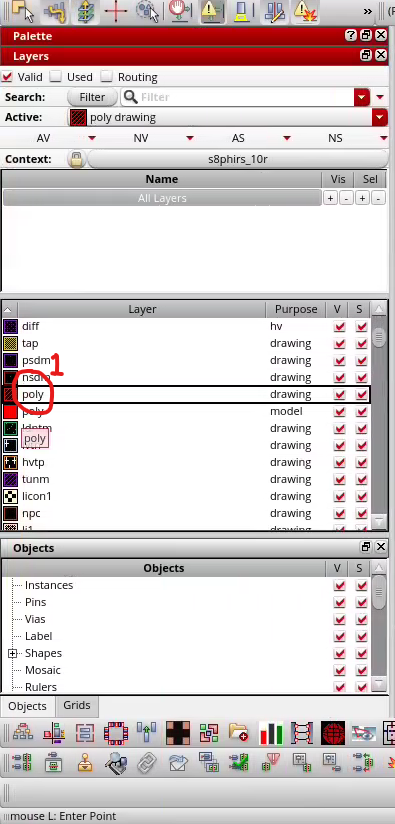 »
Palette
Layers
Valid Used Routing
Search: Filter Filter
Active: poly drawing
AV NV AS NS
Context: s8phirs_10r
Name Vis Sel
All Layers + - + -
Layer Purpose V S
diff hv
tap drawing
psdm drawing
1
nsdm drawing
poly drawing
poly model
drawing
poly
drawing
hvtp drawing
tunm drawing
licon1 drawing
npc drawing
li1 drawing
Objects
Objects V S
Instances
Pins
Vias
Label
Shapes
Mosaic
Rulers
Objects Grids
mouse L: Enter Point